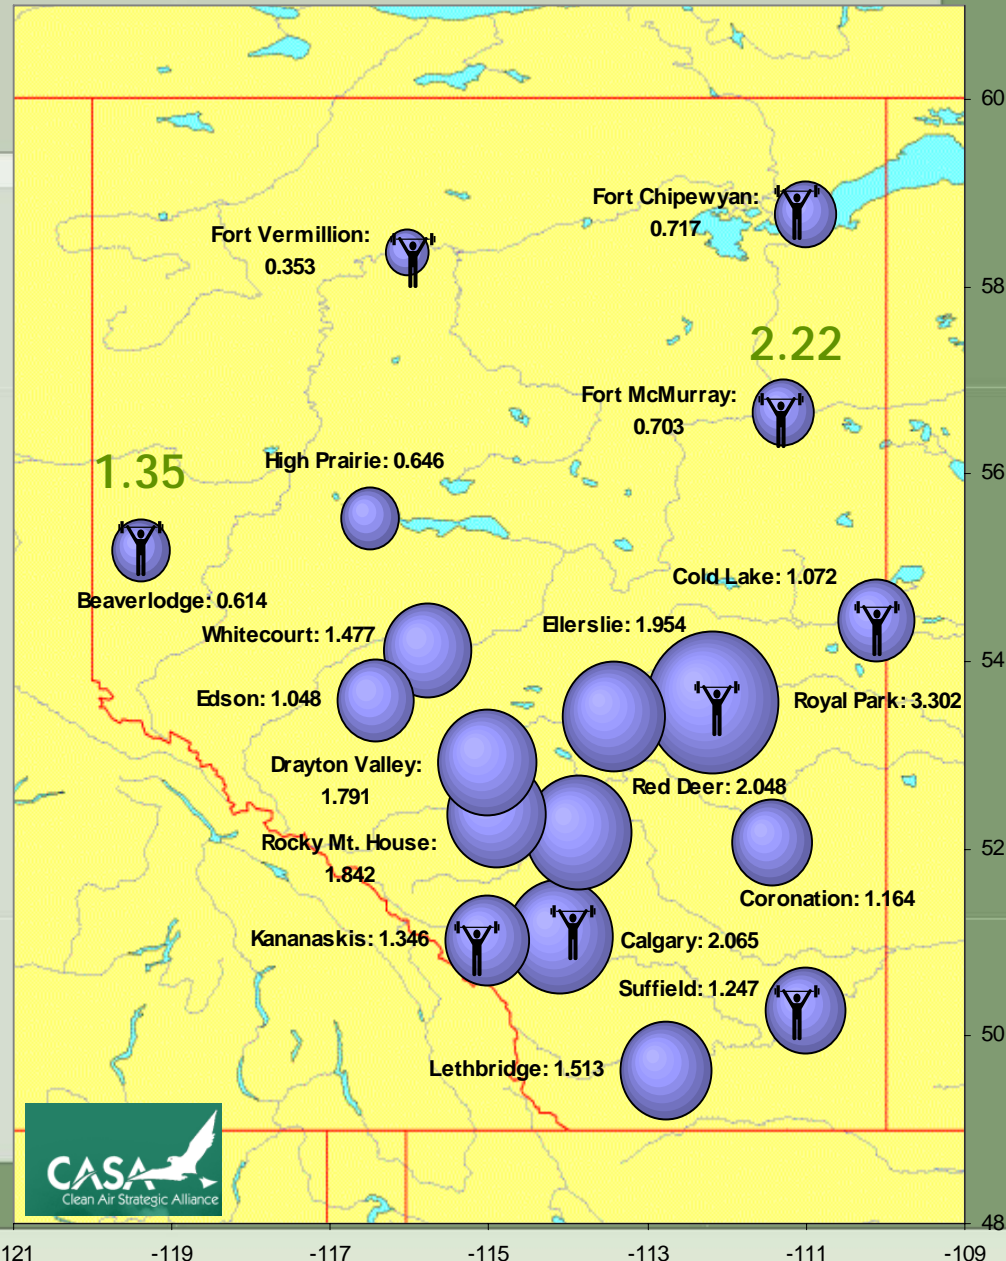 60
Fort Chipewyan:
0.717
Fort Vermillion:
0.353
58
2.22
Fort McMurray:
0.703
High Prairie: 0.646
56
1.35
Cold Lake: 1.072
Beaverlodge: 0.614
Ellerslie: 1.954
Whitecourt: 1.477
54
Edson: 1.048
Royal Park: 3.302
Drayton Valley:
1.791
Red Deer: 2.048
Rocky Mt. House:
1.842
52
Coronation: 1.164
Kananaskis: 1.346
Calgary: 2.065
Suffield: 1.247
50
Lethbridge: 1.513
CASA
Clean Air Strategic Alliance
48
121 -119 -117 -115 -113 -111 -109